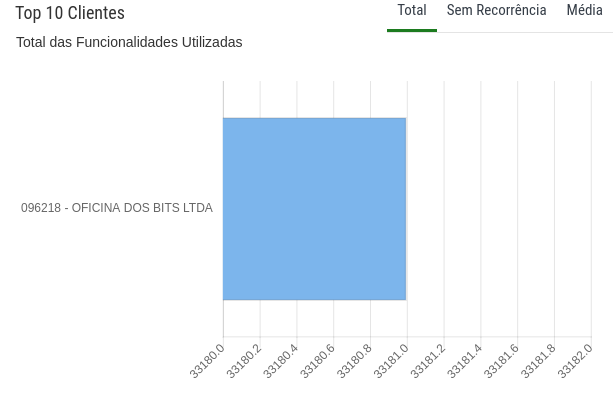 Top 10 Clientes
Total Sem Recorrência Média
Total das Funcionalidades Utilizadas
096218 - OFICINA DOS BITS LTDA
33180.0 33180.2 33180.4 33180.6 33180.8 33181.0 33181.2 33181.4 33181.6 33181.8 33182.0